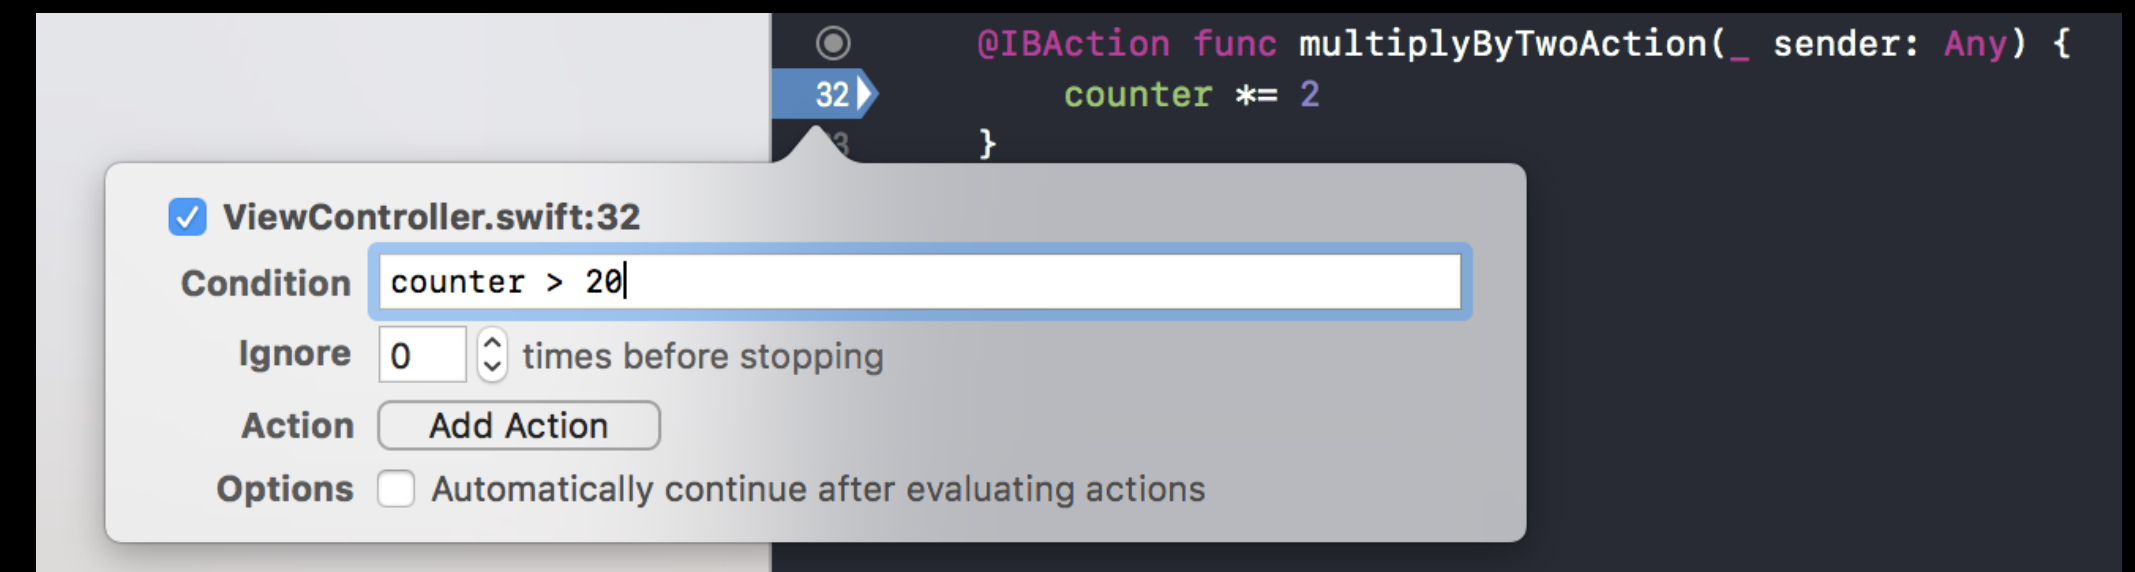 @IBAction func multiplyByTwoAction(_ sender: Any) {
32 counter *= 2
}
ViewController.swift:32
Condition counter > 20
Ignore 0 times before stopping
Action Add Action
Options Automatically continue after evaluating actions